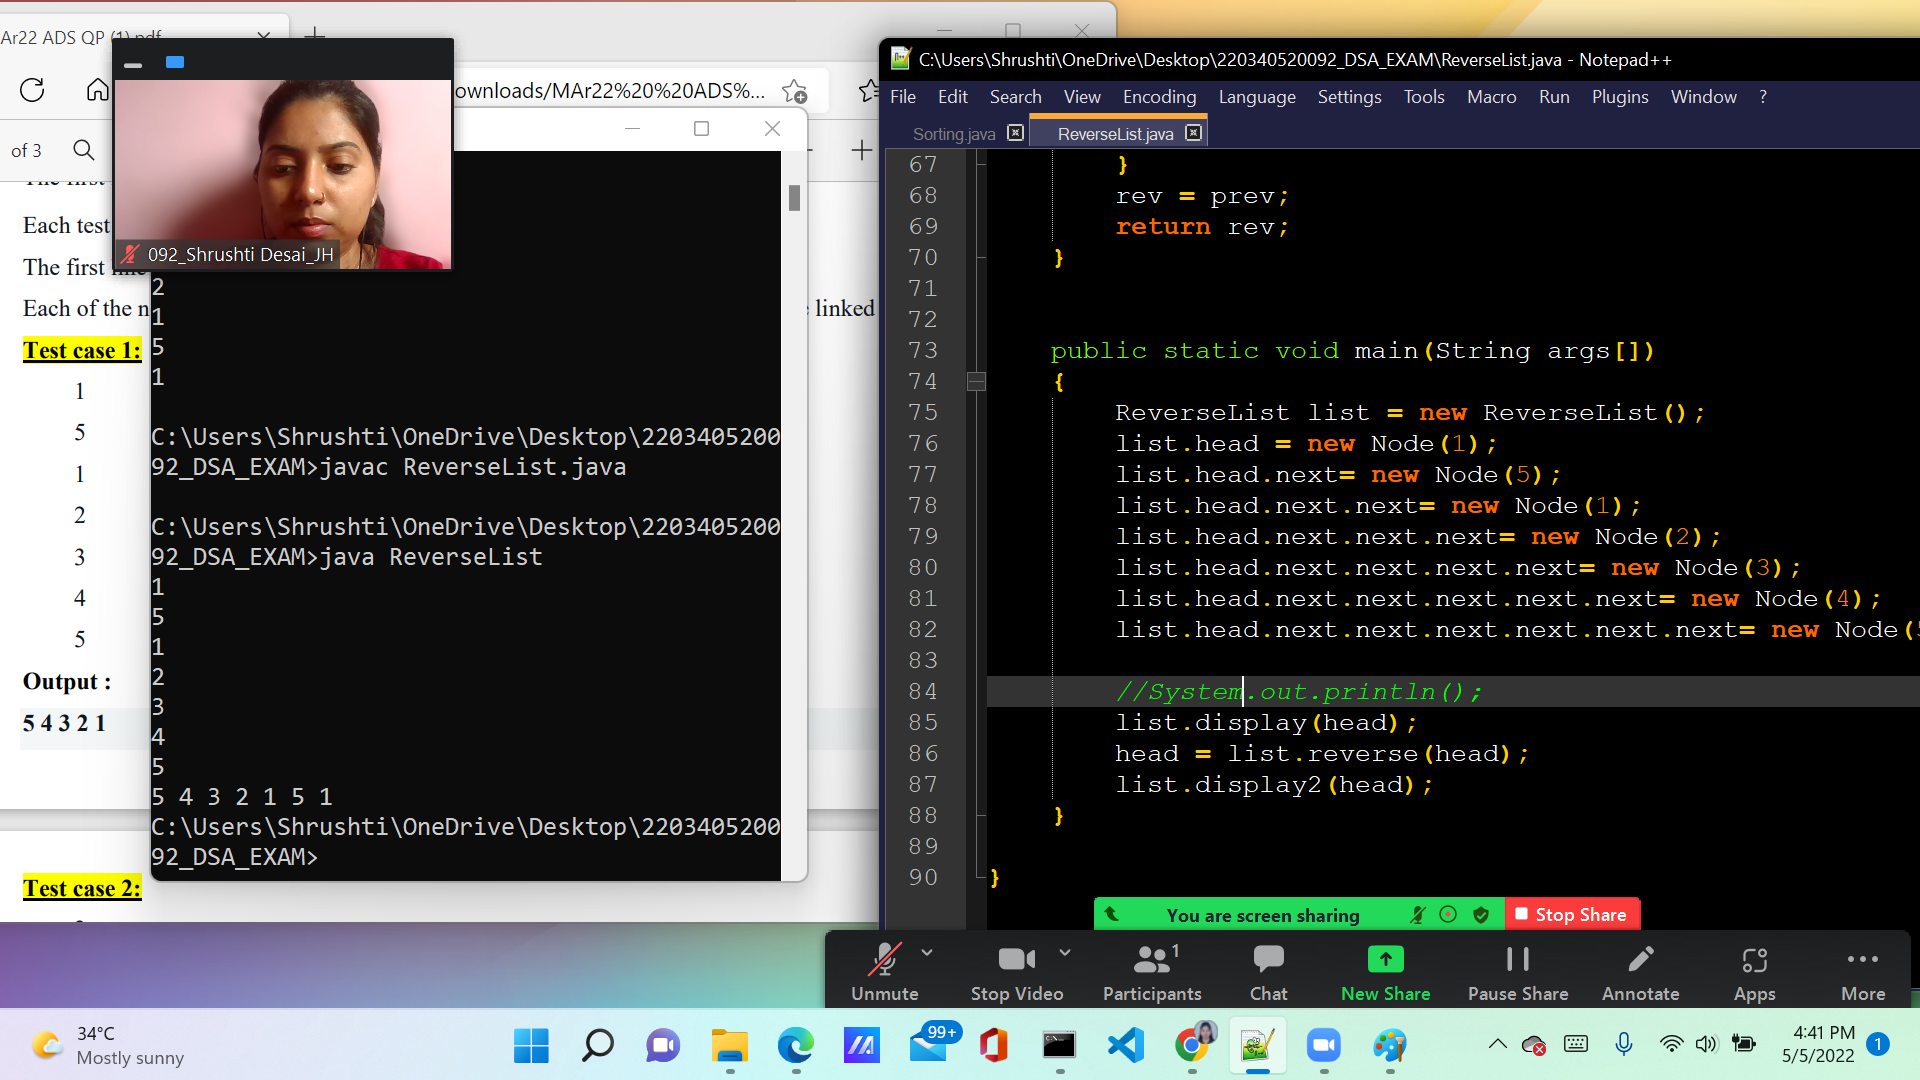 Ar22 ADS QP (1).pdf
ownloads/MAr22%20%20ADS%...
of 3
The first
Each test
The first line
Each of the n
linked
Test case 1:
1
5
1
2
3
4
5
Output :
5 4 3 2 1
Test case 2:
092_Shrushti Desai_JH
2
1
5
1
C:\Users\Shrushti\OneDrive\Desktop\2203405200
92_DSA_EXAM>javac ReverseList.java
C:\Users\Shrushti\OneDrive\Desktop\2203405200
92_DSA_EXAM>java ReverseList
1
5
1
2
3
4
5
5 4 3 2 1 5 1
C:\Users\Shrushti\OneDrive\Desktop\2203405200
92_DSA_EXAM>
C:\Users\Shrushti\OneDrive\Desktop\220340520092_DSA_EXAM\ReverseList.java - Notepad++
File Edit Search View Encoding Language Settings Tools Macro Run Plugins Window ?
Sorting.java ReverseList.java
67 }
68 rev = prev;
69 return rev;
70 }
71
72
73 public static void main(String args[])
74 {
75 ReverseList list = new ReverseList();
76 list.head = new Node(1);
77 list.head.next= new Node(5);
78 list.head.next.next= new Node(1);
79 list.head.next.next.next= new Node(2);
80 list.head.next.next.next.next= new Node(3);
81 list.head.next.next.next.next.next= new Node(4);
82 list.head.next.next.next.next.next.next= new Node(5
83
84 //System.out.println();
85 list.display(head);
86 head = list.reverse(head);
87 list.display2(head);
88 }
89
90 }
You are screen sharing Stop Share
1
Unmute Stop Video Participants Chat New Share Pause Share Annotate Apps More
34°C
Mostly sunny
99+
4:41 PM
5/5/2022
1